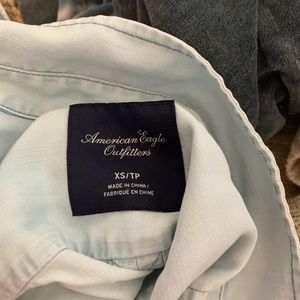 American Eagle
Outfitters
XS/TP
MADE IN CHINA/
FABRIQUÉ EN CHINE